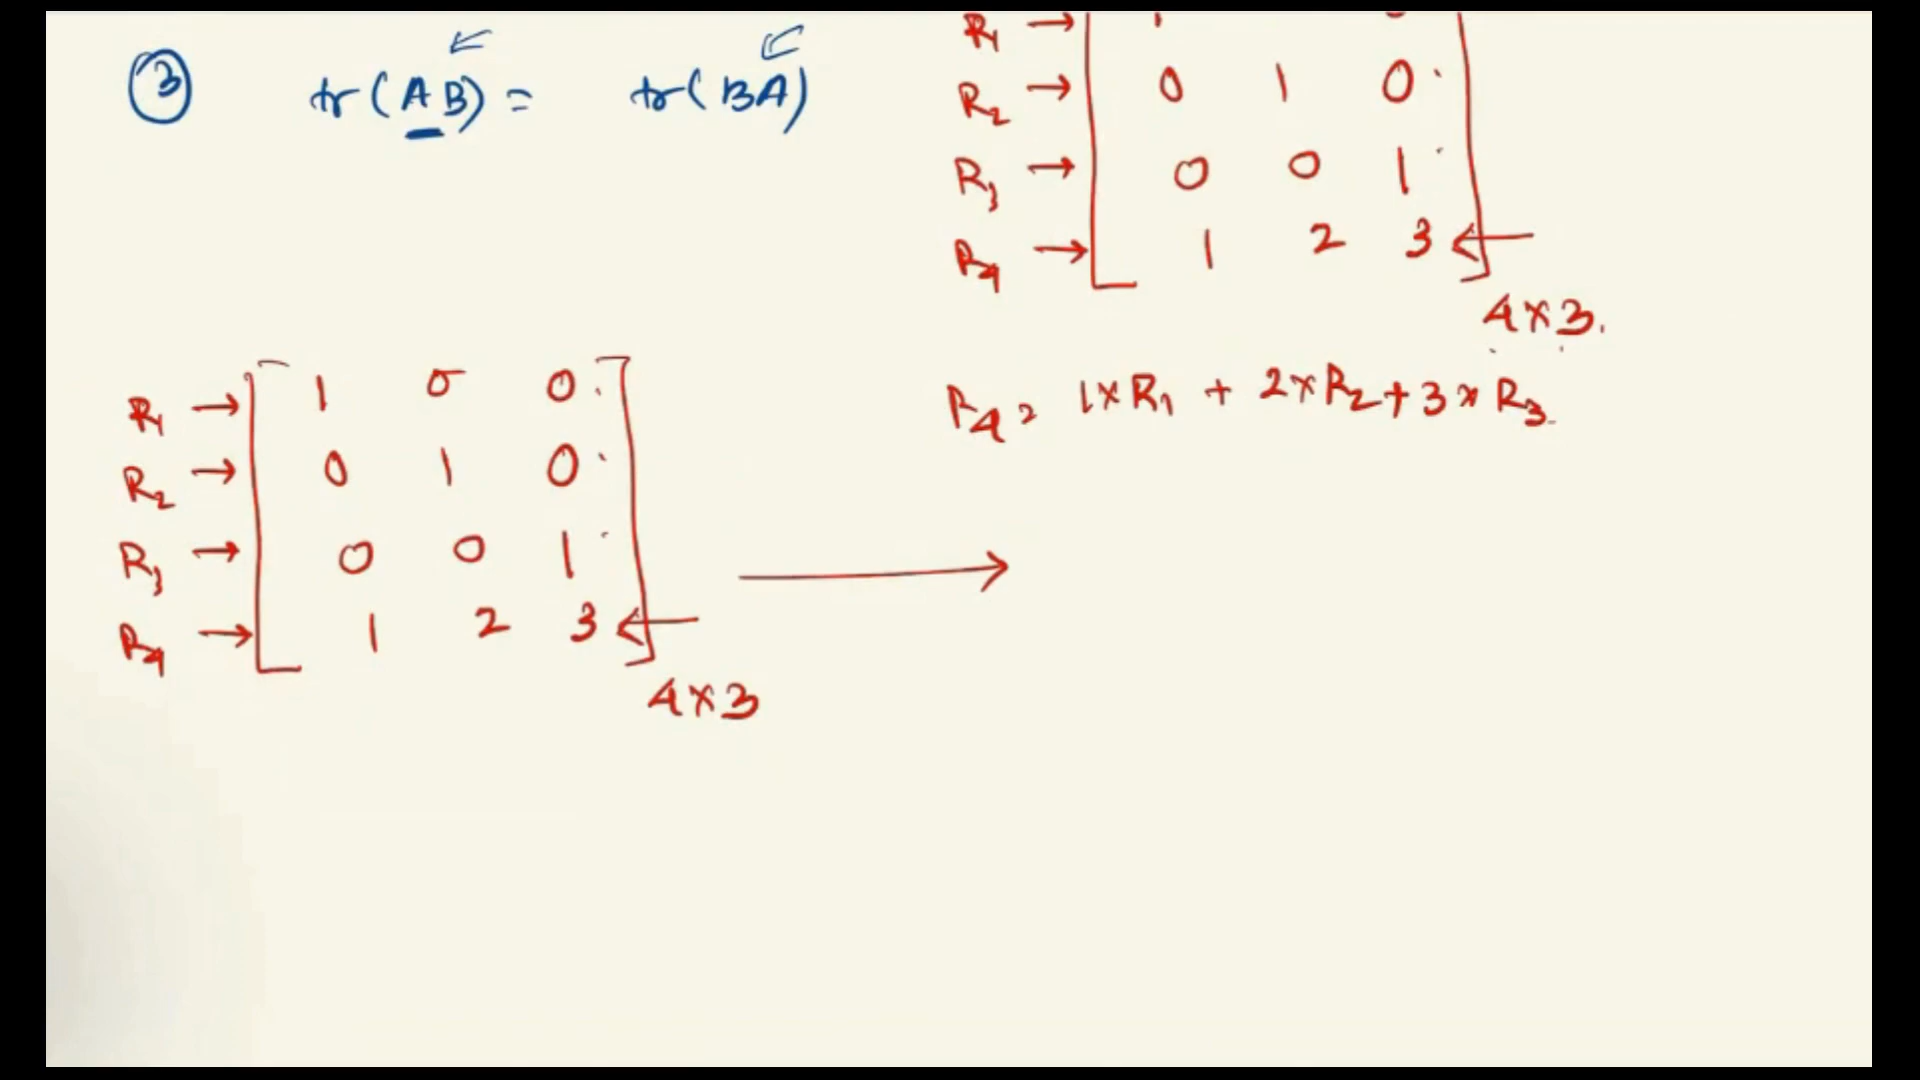 ③ tr(AB) = tr(BA)
R₁ →
R₂ → 0 1 0
R₃ → 0 0 1
R₄ → 1 2 3 ←
4×3.
R₄ = 1×R₁ + 2×R₂ + 3×R₃
R₁ → 1 0 0
R₂ → 0 1 0
R₃ → 0 0 1
R₄ → 1 2 3 ←
4×3